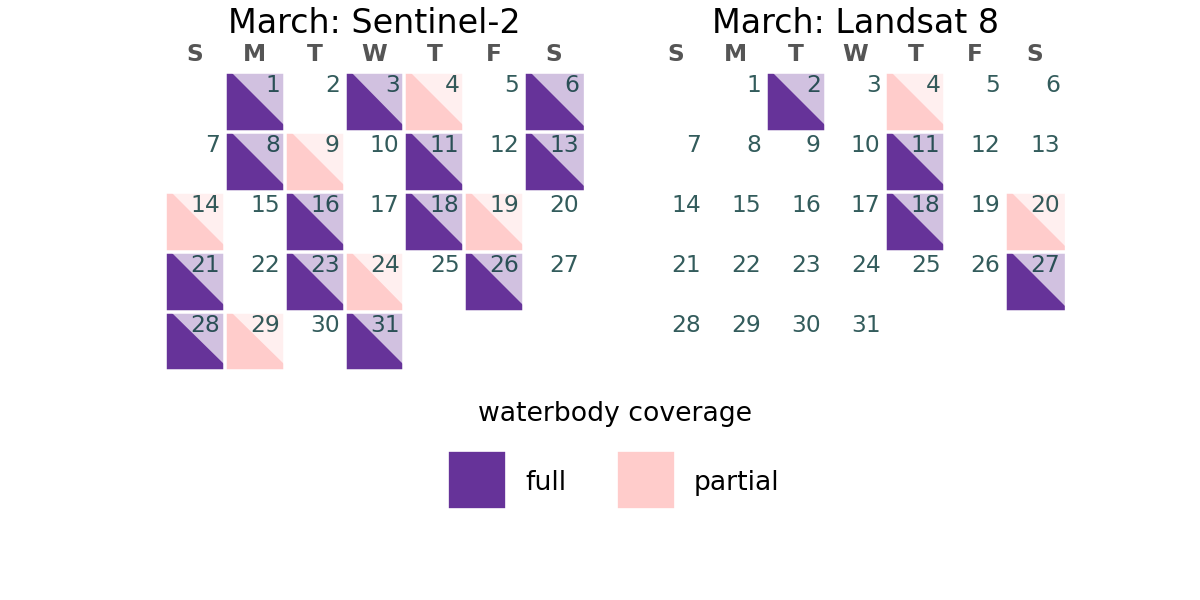 March: Sentinel-2
S M T W T F S
1 2 3 4 5 6
7 8 9 10 11 12 13
14 15 16 17 18 19 20
21 22 23 24 25 26 27
28 29 30 31
March: Landsat 8
S M T W T F S
1 2 3 4 5 6
7 8 9 10 11 12 13
14 15 16 17 18 19 20
21 22 23 24 25 26 27
28 29 30 31
waterbody coverage
full partial